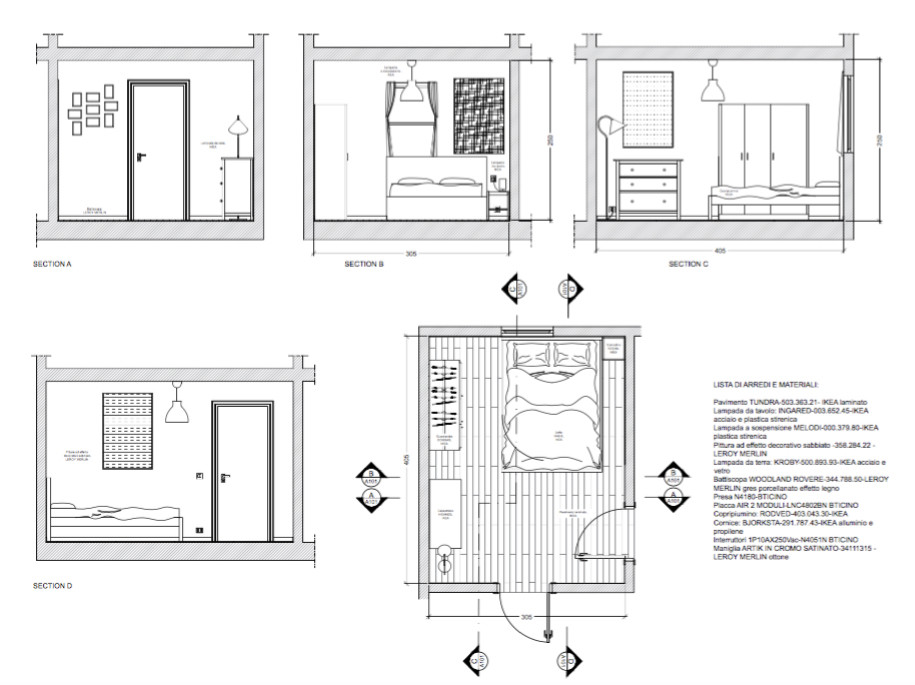 SECTION A
305
250
SECTION B
405
250
SECTION C
SECTION D
C
A101
D
A101
405
B
A101
A
A101
B
A101
A
A101
305
C
A101
D
A101
LISTA DI ARREDI E MATERIALI:
Pavimento TUNDRA-503.363.21- IKEA laminato
Lampada da tavolo: INGARED-003.652.45-IKEA
acciaio e plastica stirenica
Lampada a sospensione MELODI-000.379.80-IKEA
plastica stirenica
Pittura ad effetto decorativo sabbiato -358.284.22 -
LEROY MERLIN
Lampada da terra: KROBY-500.893.93-IKEA acciaio e
vetro
Battiscopa WOODLAND ROVERE-344.788.50-LEROY
MERLIN gres porcellanato effetto legno
Presa N4180-BTICINO
Placca AIR 2 MODULI-LNC4802BN BTICINO
Copripiumino: RODVED-403.043.30-IKEA
Cornice: BJORKSTA-291.787.43-IKEA alluminio e
propilene
Interruttori 1P10AX250Vac-N4051N BTICINO
Maniglia ARTIK IN CROMO SATINATO-34111315 -
LEROY MERLIN ottone